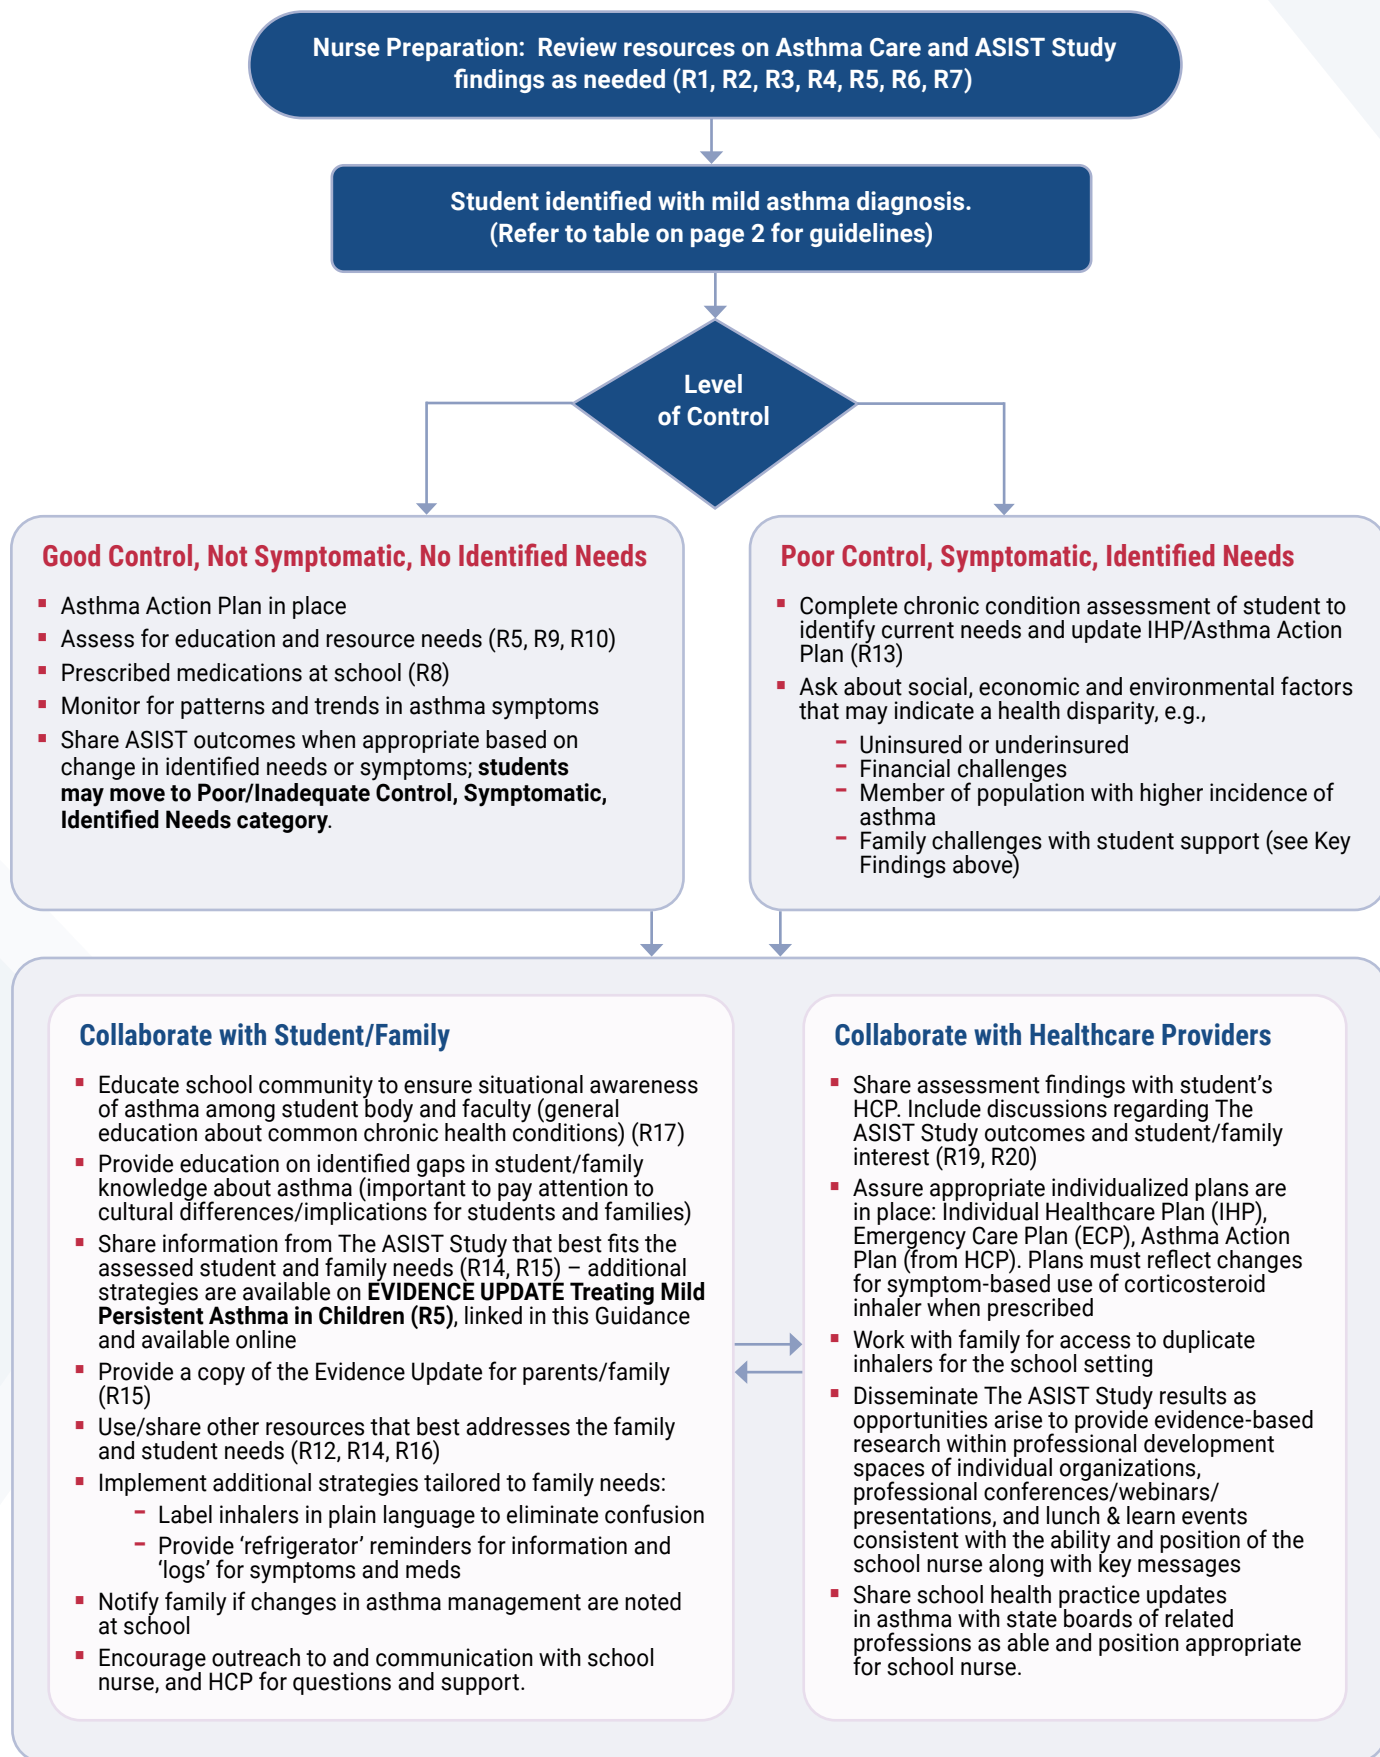 Nurse Preparation:  Review resources on Asthma Care and ASIST Study
findings as needed (R1, R2, R3, R4, R5, R6, R7)
Student identified with mild asthma diagnosis.
(Refer to table on page 2 for guidelines)
Level
of Control
Good Control, Not Symptomatic, No Identified Needs
▪ Asthma Action Plan in place
▪ Assess for education and resource needs (R5, R9, R10)
▪ Prescribed medications at school (R8)
▪ Monitor for patterns and trends in asthma symptoms
▪ Share ASIST outcomes when appropriate based on
change in identified needs or symptoms; students
may move to Poor/Inadequate Control, Symptomatic,
Identified Needs category.
Poor Control, Symptomatic, Identified Needs
▪ Complete chronic condition assessment of student to
identify current needs and update IHP/Asthma Action
Plan (R13)
▪ Ask about social, economic and environmental factors
that may indicate a health disparity, e.g.,
– Uninsured or underinsured
– Financial challenges
– Member of population with higher incidence of
asthma
– Family challenges with student support (see Key
Findings above)
Collaborate with Student/Family
▪ Educate school community to ensure situational awareness
of asthma among student body and faculty (general
education about common chronic health conditions) (R17)
▪ Provide education on identified gaps in student/family
knowledge about asthma (important to pay attention to
cultural differences/implications for students and families)
▪ Share information from The ASIST Study that best fits the
assessed student and family needs (R14, R15) – additional
strategies are available on EVIDENCE UPDATE Treating Mild
Persistent Asthma in Children (R5), linked in this Guidance
and available online
▪ Provide a copy of the Evidence Update for parents/family
(R15)
▪ Use/share other resources that best addresses the family
and student needs (R12, R14, R16)
▪ Implement additional strategies tailored to family needs:
– Label inhalers in plain language to eliminate confusion
– Provide ‘refrigerator’ reminders for information and
‘logs’ for symptoms and meds
▪ Notify family if changes in asthma management are noted
at school
▪ Encourage outreach to and communication with school
nurse, and HCP for questions and support.
Collaborate with Healthcare Providers
▪ Share assessment findings with student’s
HCP. Include discussions regarding The
ASIST Study outcomes and student/family
interest (R19, R20)
▪ Assure appropriate individualized plans are
in place: Individual Healthcare Plan (IHP),
Emergency Care Plan (ECP), Asthma Action
Plan (from HCP). Plans must reflect changes
for symptom-based use of corticosteroid
inhaler when prescribed
▪ Work with family for access to duplicate
inhalers for the school setting
▪ Disseminate The ASIST Study results as
opportunities arise to provide evidence-based
research within professional development
spaces of individual organizations,
professional conferences/webinars/
presentations, and lunch & learn events
consistent with the ability and position of the
school nurse along with key messages
▪ Share school health practice updates
in asthma with state boards of related
professions as able and position appropriate
for school nurse.